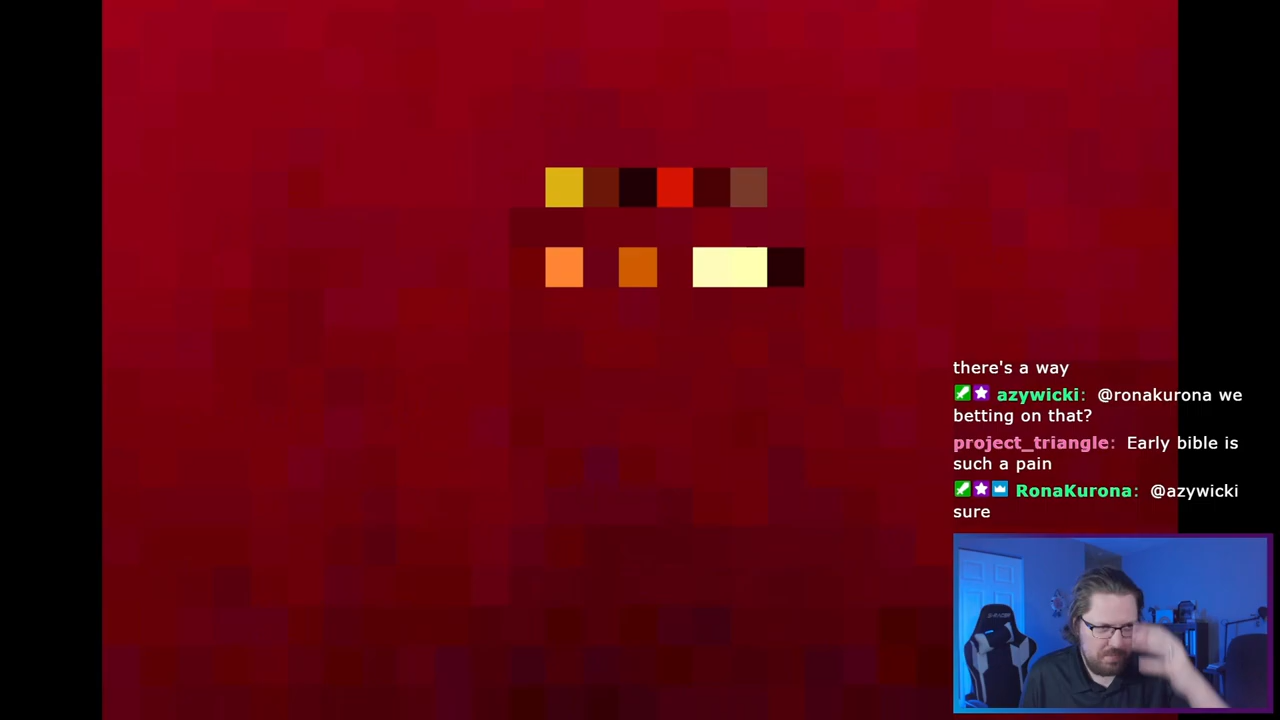 there's a way
azywicki: @ronakurona we
betting on that?
project_triangle: Early bible is
such a pain
RonaKurona: @azywicki
sure